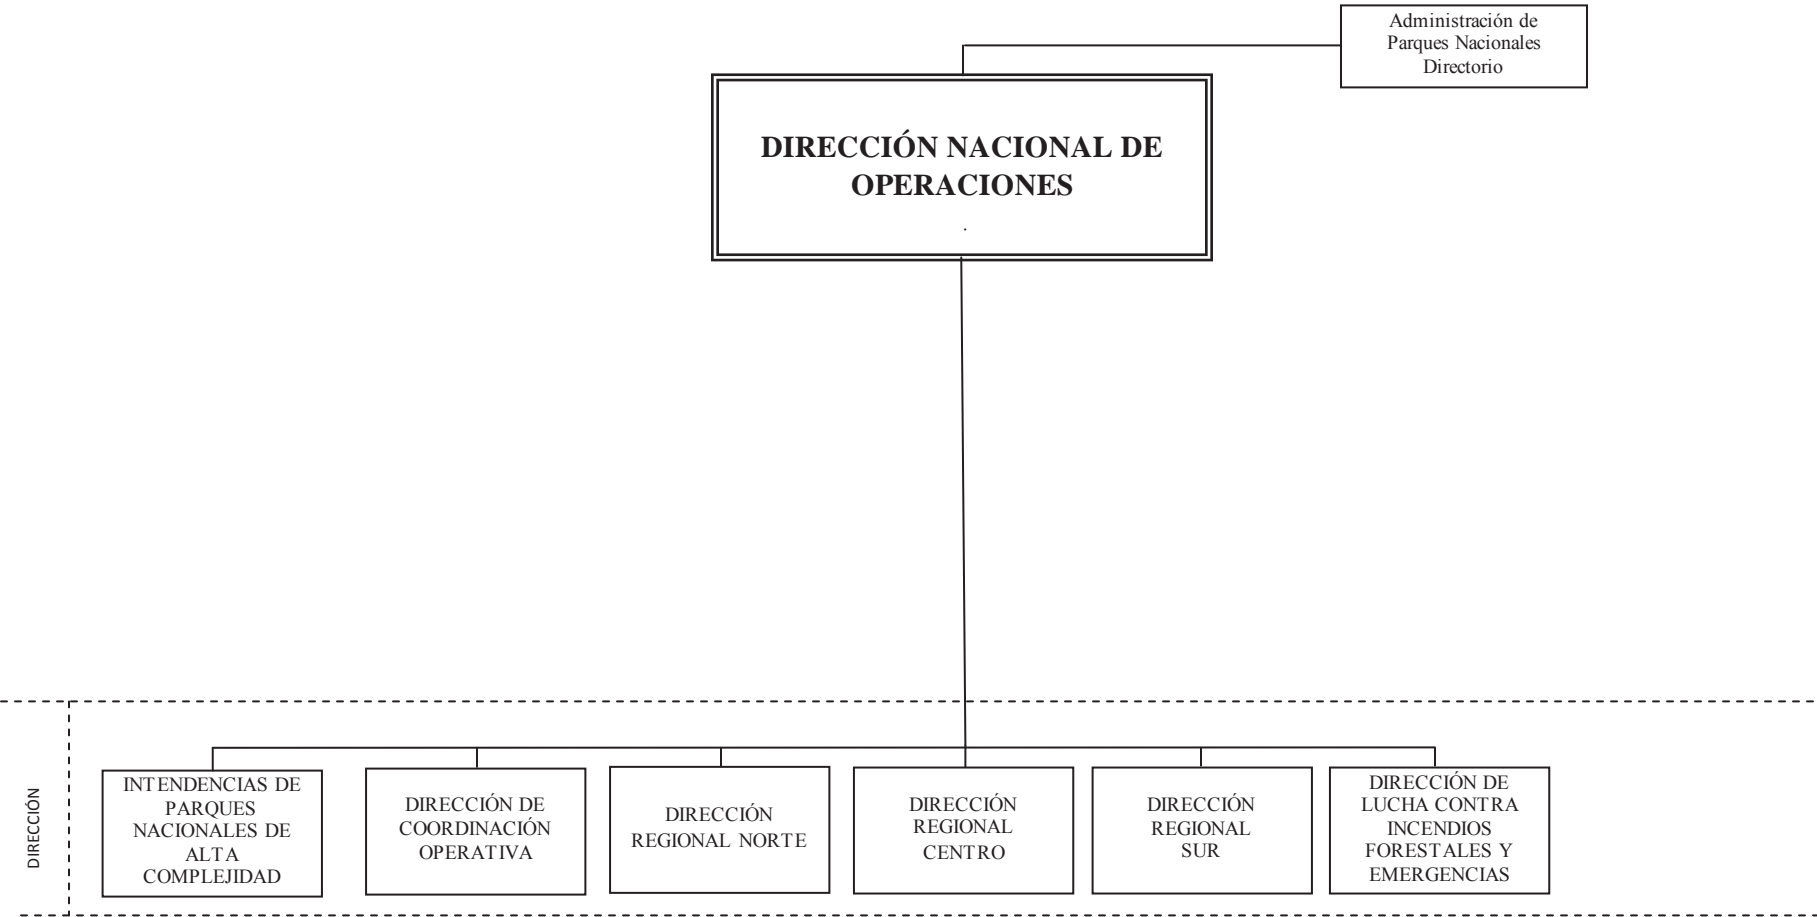 Administración de
Parques Nacionales
Directorio
DIRECCIÓN NACIONAL DE
OPERACIONES
.
DIRECCIÓN
INTENDENCIAS DE
PARQUES
NACIONALES DE
ALTA
COMPLEJIDAD
DIRECCIÓN DE
COORDINACIÓN
OPERATIVA
DIRECCIÓN
REGIONAL NORTE
DIRECCIÓN
REGIONAL
CENTRO
DIRECCIÓN
REGIONAL
SUR
DIRECCIÓN DE
LUCHA CONTRA
INCENDIOS
FORESTALES Y
EMERGENCIAS